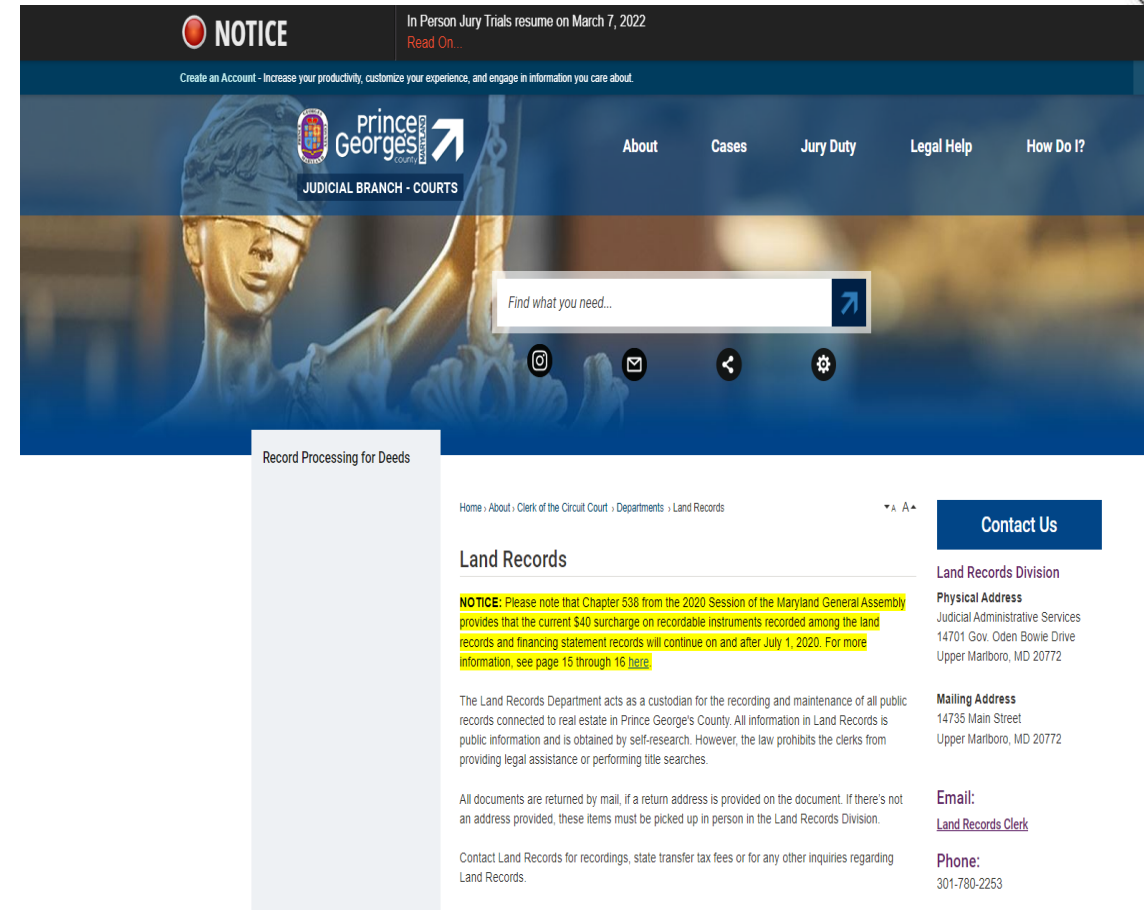 NOTICE
In Person Jury Trials resume on March 7, 2022
Read On...
Create an Account - Increase your productivity, customize your experience, and engage in information you care about.
Prince
George's
county
MARYLAND
JUDICIAL BRANCH - COURTS
About
Cases
Jury Duty
Legal Help
How Do I?
Find what you need...
Record Processing for Deeds
Home › About › Clerk of the Circuit Court › Departments › Land Records
▼A A▲
Land Records
NOTICE: Please note that Chapter 538 from the 2020 Session of the Maryland General Assembly
provides that the current $40 surcharge on recordable instruments recorded among the land
records and financing statement records will continue on and after July 1, 2020. For more
information, see page 15 through 16 here.
The Land Records Department acts as a custodian for the recording and maintenance of all public
records connected to real estate in Prince George's County. All information in Land Records is
public information and is obtained by self-research. However, the law prohibits the clerks from
providing legal assistance or performing title searches.
All documents are returned by mail, if a return address is provided on the document. If there's not
an address provided, these items must be picked up in person in the Land Records Division.
Contact Land Records for recordings, state transfer tax fees or for any other inquiries regarding
Land Records.
Contact Us
Land Records Division
Physical Address
Judicial Administrative Services
14701 Gov. Oden Bowie Drive
Upper Marlboro, MD 20772
Mailing Address
14735 Main Street
Upper Marlboro, MD 20772
Email:
Land Records Clerk
Phone:
301-780-2253